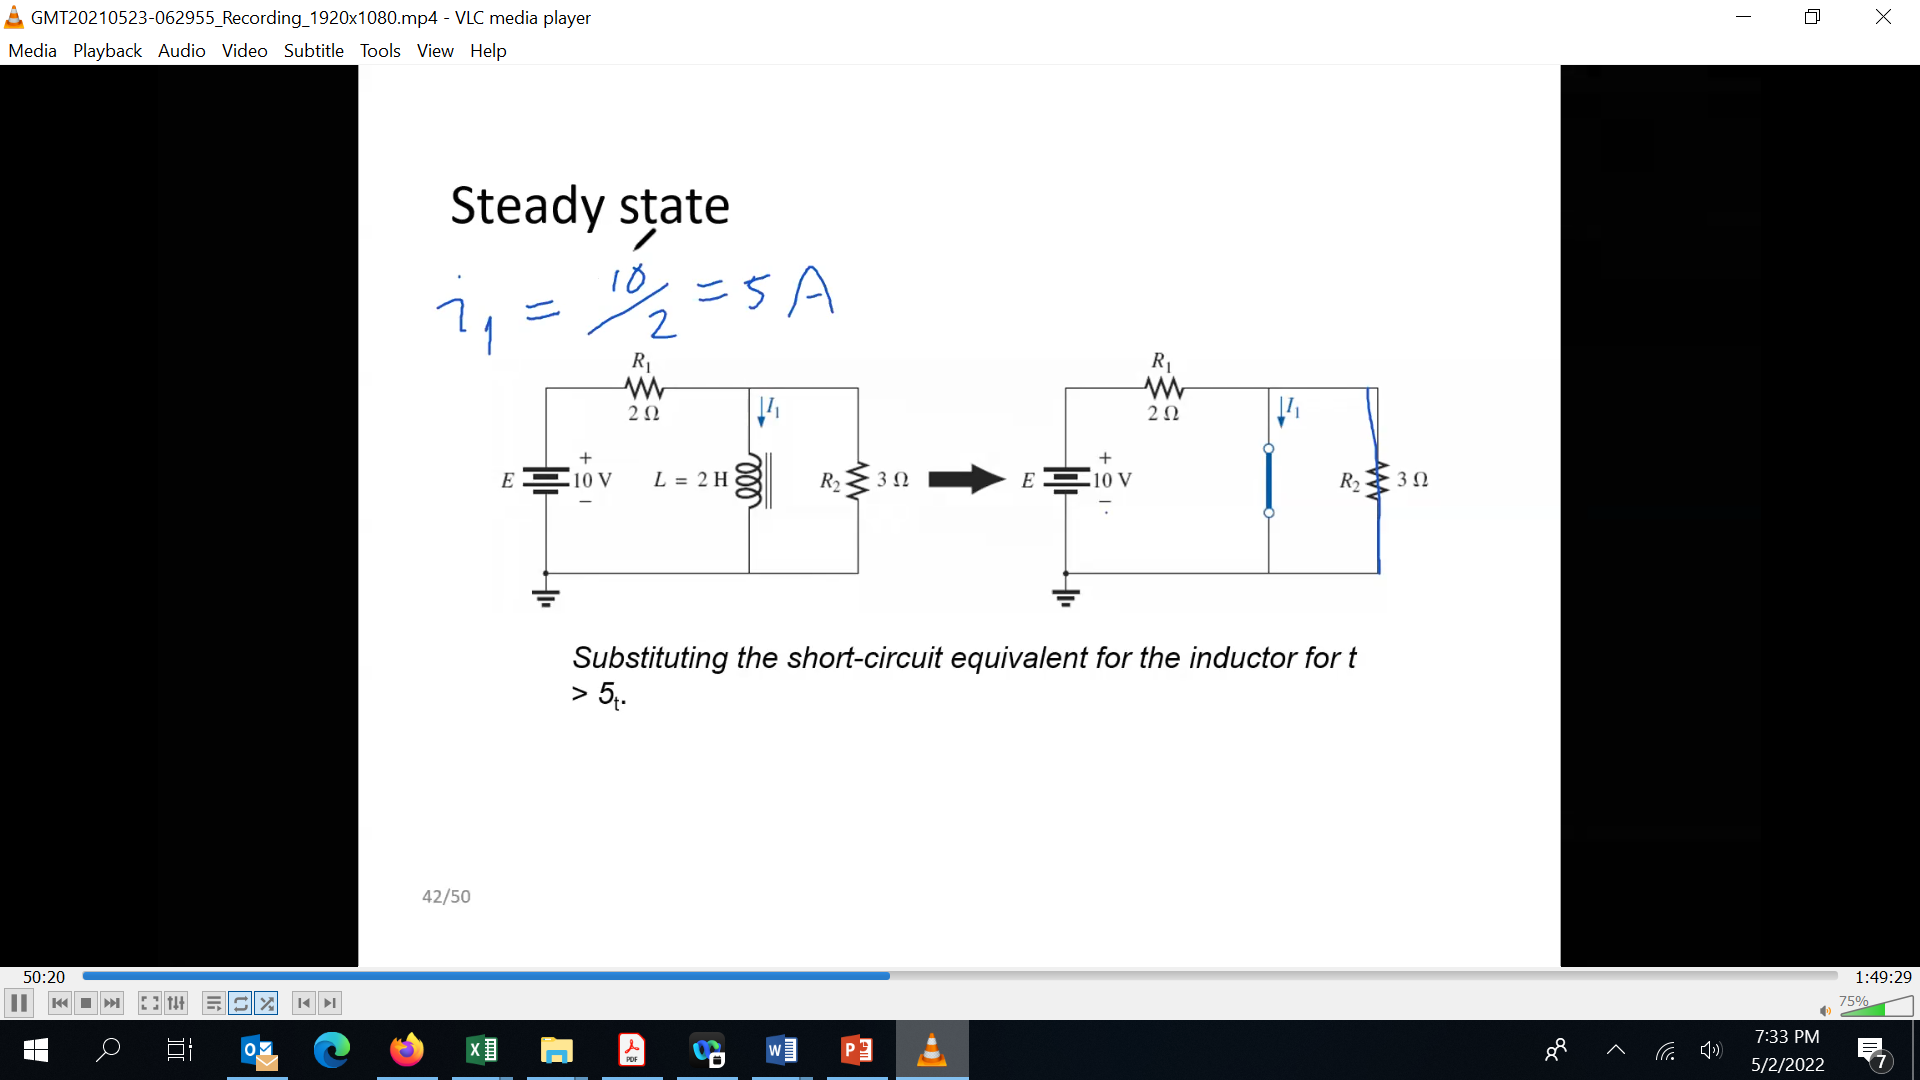 GMT20210523-062955_Recording_1920x1080.mp4 - VLC media player
Media Playback Audio Video Subtitle Tools View Help
Steady state
i₁ = 10/2 = 5 A
R₁
2 Ω
I₁
E
+
10 V
−
L = 2 H
R₂
3 Ω
R₁
2 Ω
I₁
E
+
10 V
−
R₂
3 Ω
Substituting the short-circuit equivalent for the inductor for t
> 5t.
42/50
50:20
1:49:29
75%
7:33 PM
5/2/2022
7